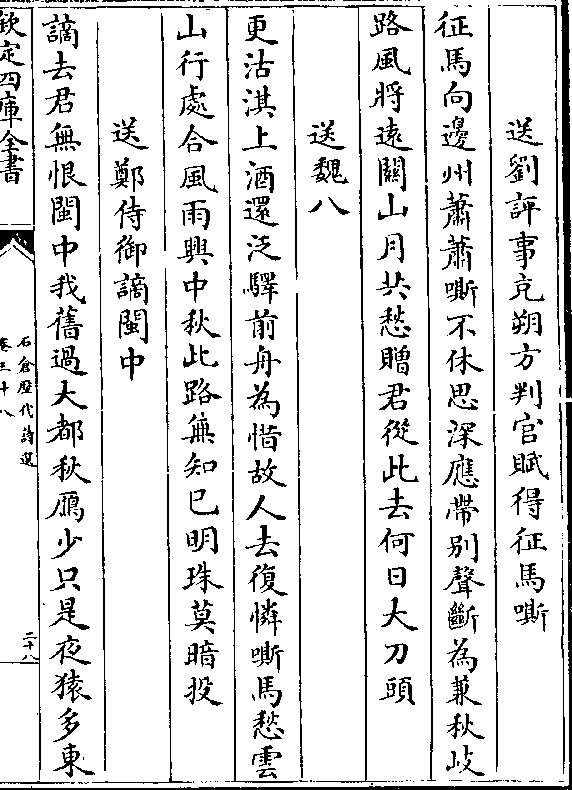 送劉評事充朔方判官賦得征馬嘶
征馬向邊州蕭蕭嘶不休思深應帶别聲斷為兼秋岐
路風將遠關山月共愁贈君從此去何日大刀頭
送魏八
更沽淇上酒還泛驛前舟為惜故人去復憐嘶馬愁雲
山行處合風雨興中秋此路無知已明珠莫暗投
送鄭侍御謫閩中
謫去君無恨閩中我舊過大都秋鴈少只是夜猿多東
欽定四庫全書
石倉歴代詩選
卷三十八
二十八